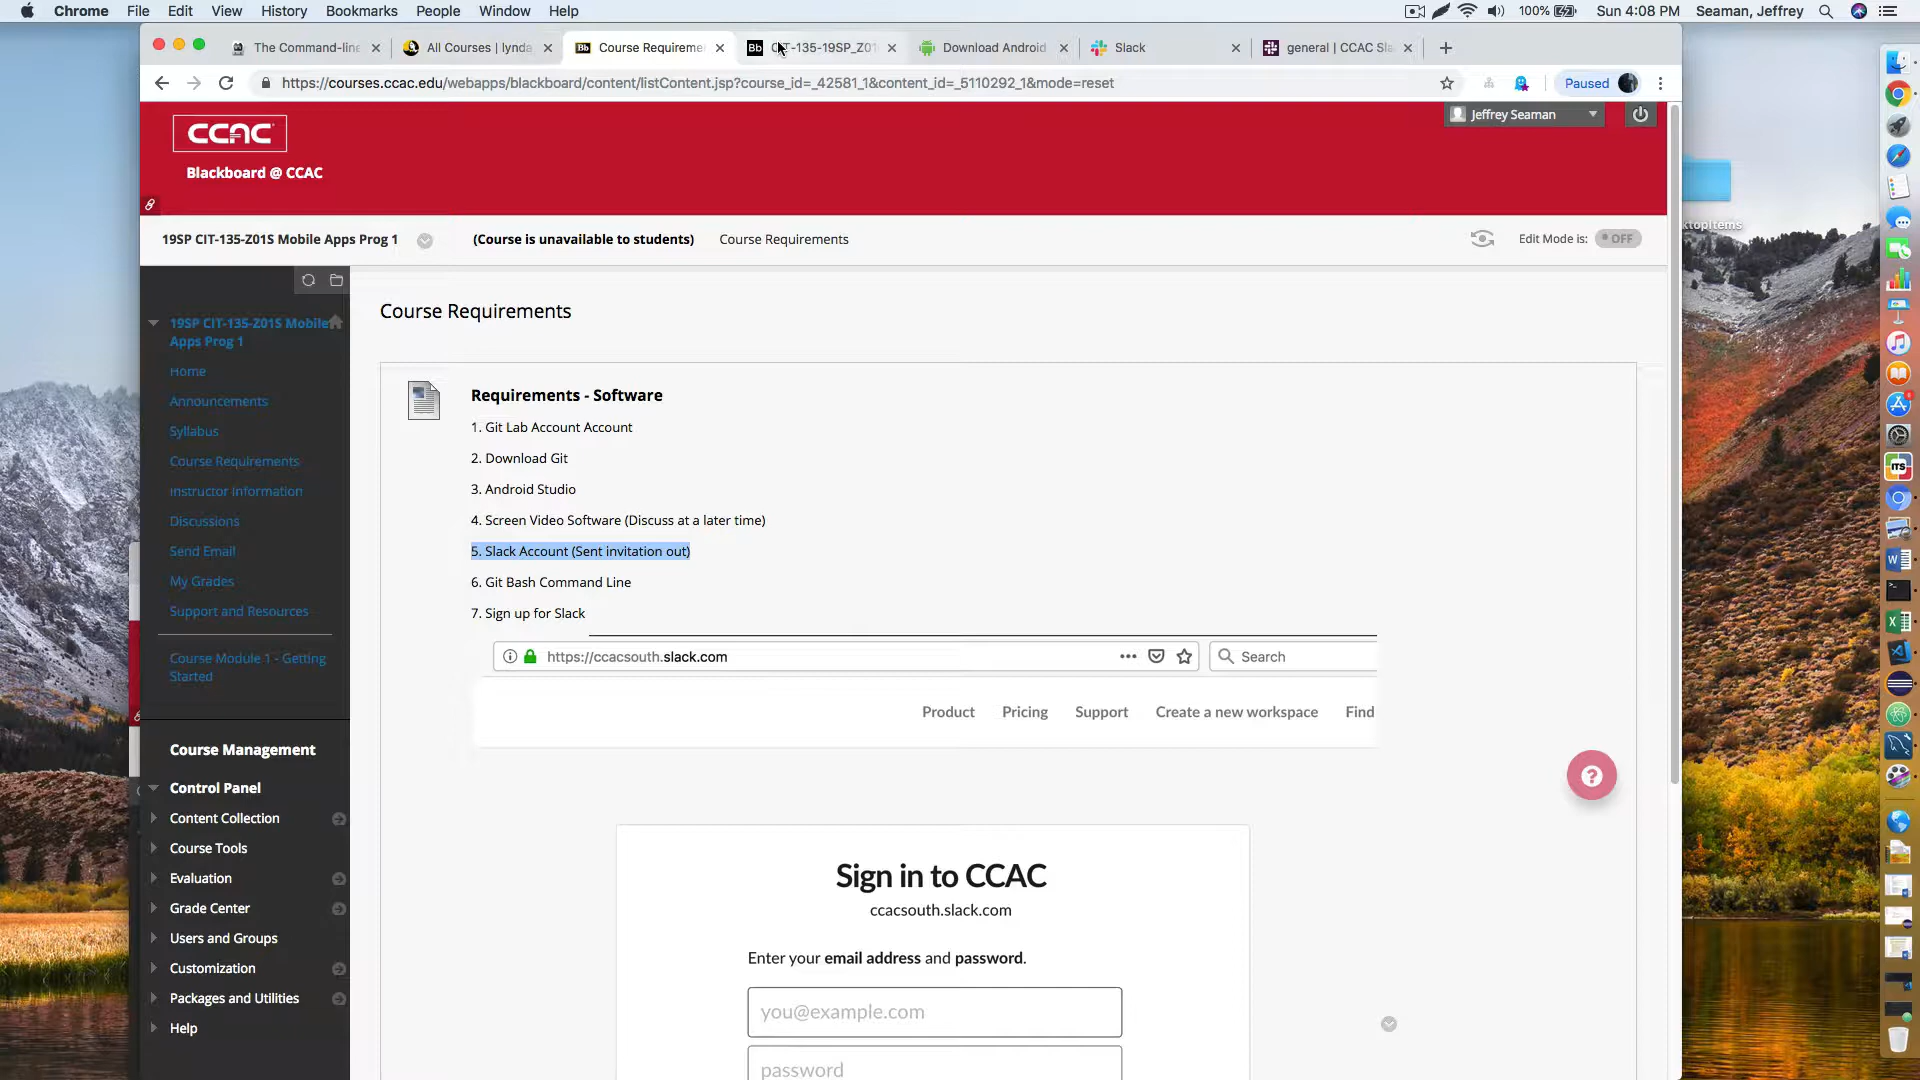 Chrome File Edit View History Bookmarks People Window Help
100% Sun 4:08 PM Seaman, Jeffrey
The Command-line
All Courses | lynda
Course Requireme
CIT-135-19SP_Z01
Download Android
Slack
general | CCAC Sla
https://courses.ccac.edu/webapps/blackboard/content/listContent.jsp?course_id=_42581_1&content_id=_5110292_1&mode=reset
Paused
CCAC
Blackboard @ CCAC
Jeffrey Seaman
19SP CIT-135-Z01S Mobile Apps Prog 1
(Course is unavailable to students)
Course Requirements
Edit Mode is: OFF
ktopItems
19SP CIT-135-Z01S Mobile
Apps Prog 1
Home
Announcements
Syllabus
Course Requirements
Instructor Information
Discussions
Send Email
My Grades
Support and Resources
Course Module 1 - Getting
Started
Course Management
Control Panel
Content Collection
Course Tools
Evaluation
Grade Center
Users and Groups
Customization
Packages and Utilities
Help
Course Requirements
Requirements - Software
1. Git Lab Account Account
2. Download Git
3. Android Studio
4. Screen Video Software (Discuss at a later time)
5. Slack Account (Sent invitation out)
6. Git Bash Command Line
7. Sign up for Slack
https://ccacsouth.slack.com
Search
Product Pricing Support Create a new workspace Find
Sign in to CCAC
ccacsouth.slack.com
Enter your email address and password.
you@example.com
password